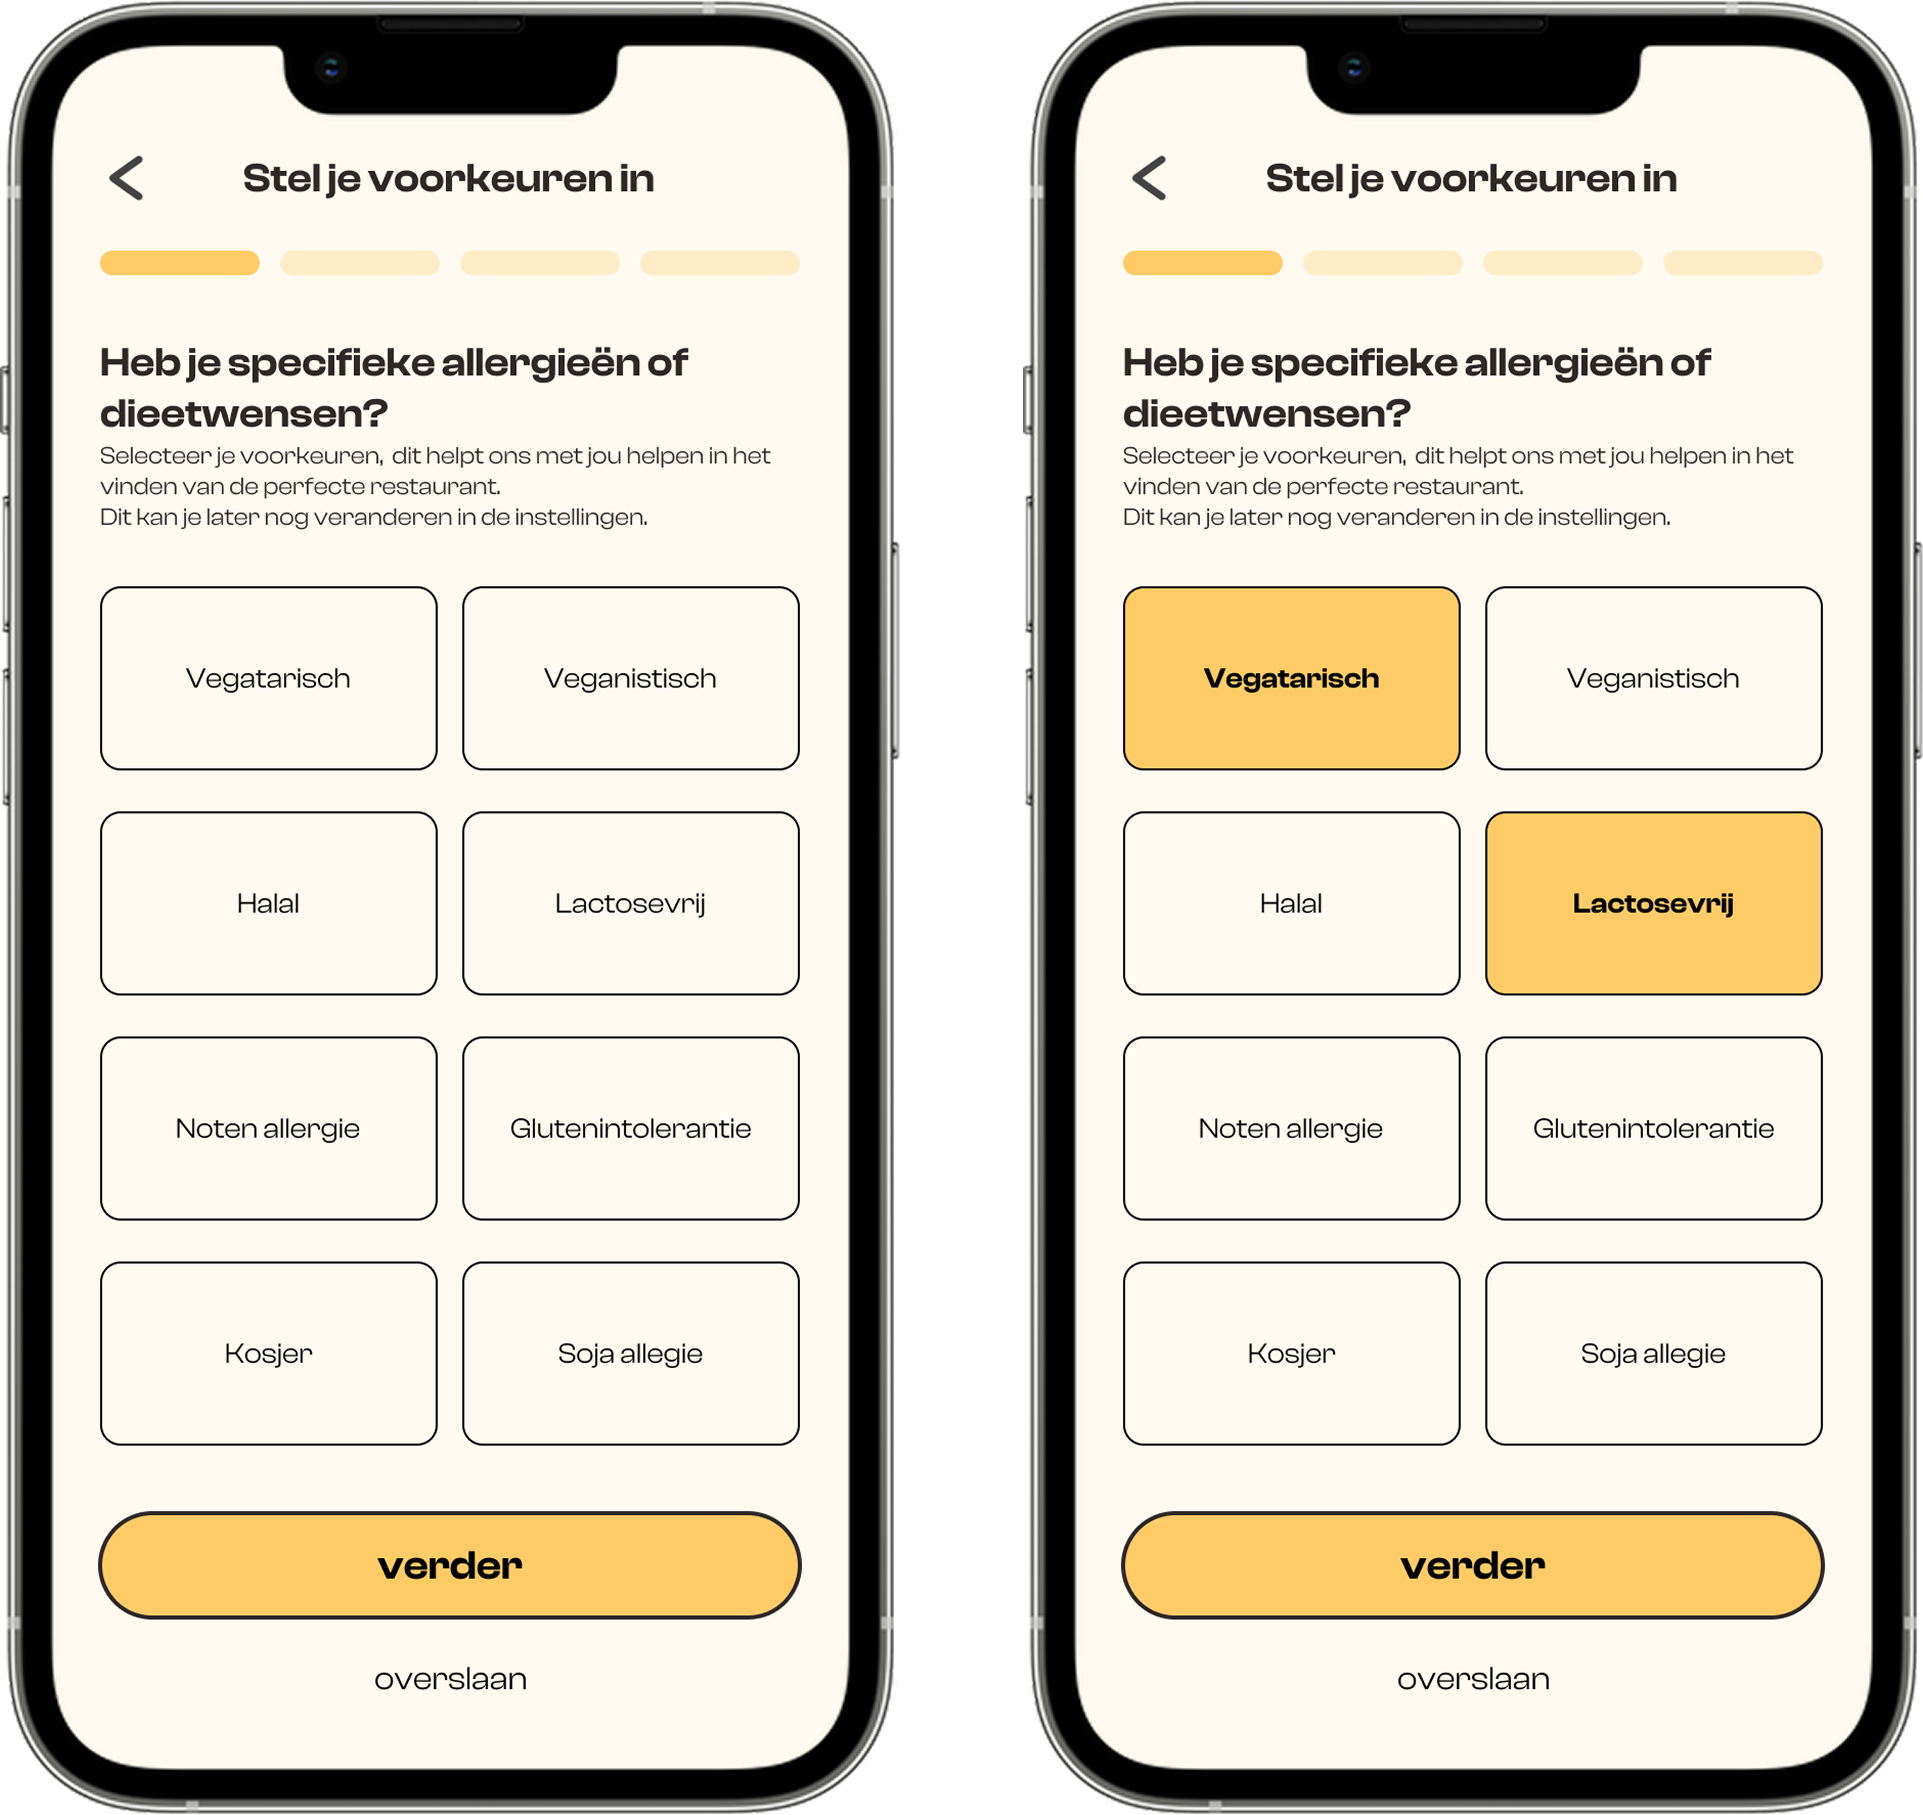 Stel je voorkeuren in
Heb je specifieke allergieën of
dieetwensen?
Selecteer je voorkeuren, dit helpt ons met jou helpen in het
vinden van de perfecte restaurant.
Dit kan je later nog veranderen in de instellingen.
Vegatarisch
Veganistisch
Halal
Lactosevrij
Noten allergie
Glutenintolerantie
Kosjer
Soja allegie
verder
overslaan
Stel je voorkeuren in
Heb je specifieke allergieën of
dieetwensen?
Selecteer je voorkeuren, dit helpt ons met jou helpen in het
vinden van de perfecte restaurant.
Dit kan je later nog veranderen in de instellingen.
Vegatarisch
Veganistisch
Halal
Lactosevrij
Noten allergie
Glutenintolerantie
Kosjer
Soja allegie
verder
overslaan